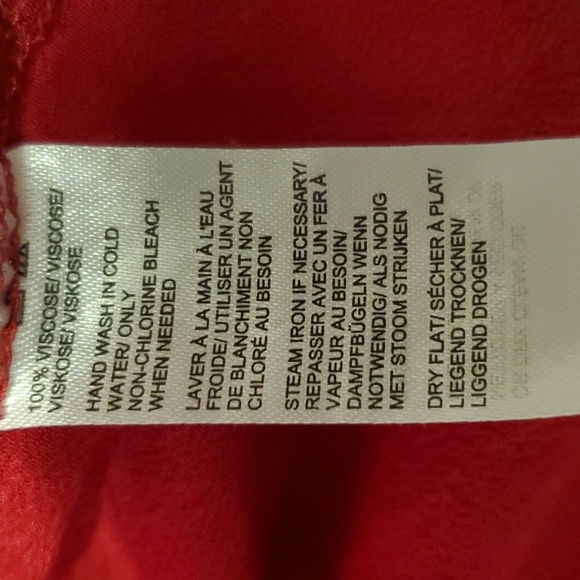 100% VISCOSE/ VISCOSE/
VISKOSE/ VISKOSE
HAND WASH IN COLD
WATER/ ONLY
NON-CHLORINE BLEACH
WHEN NEEDED
LAVER À LA MAIN À L'EAU
FROIDE/ UTILISER UN AGENT
DE BLANCHIMENT NON
CHLORÉ AU BESOIN
STEAM IRON IF NECESSARY/
REPASSER AVEC UN FER À
VAPEUR AU BESOIN/
DAMPFBÜGELN WENN
NOTWENDIG/ ALS NODIG
MET STOOM STRIJKEN
DRY FLAT/ SÉCHER À PLAT/
LIEGEND TROCKNEN/
LIGGEND DROGEN